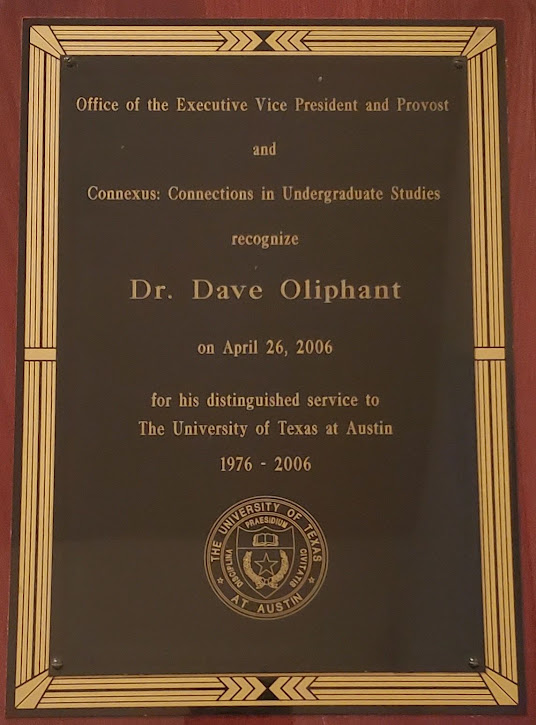 Office of the Executive Vice President and Provost
and
Connexus: Connections in Undergraduate Studies
recognize
Dr. Dave Oliphant
on April 26, 2006
for his distinguished service to
The University of Texas at Austin
1976 - 2006
THE UNIVERSITY OF TEXAS
AT AUSTIN
PRAESIDIUM
DISCIPLINA
CIVITATIS